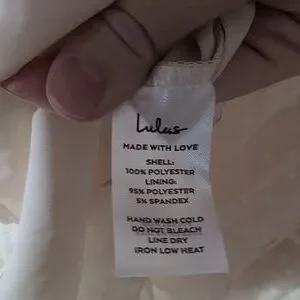 Lulus
MADE WITH LOVE
SHELL:
100% POLYESTER
LINING:
95% POLYESTER
5% SPANDEX
HAND WASH COLD
DO NOT BLEACH
LINE DRY
IRON LOW HEAT